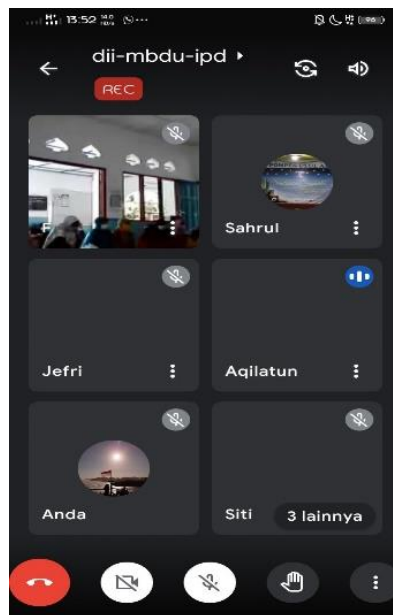 13:52
dii-mbdu-ipd
REC
Sahrul
Jefri
Aqilatun
Anda
Siti
3 lainnya